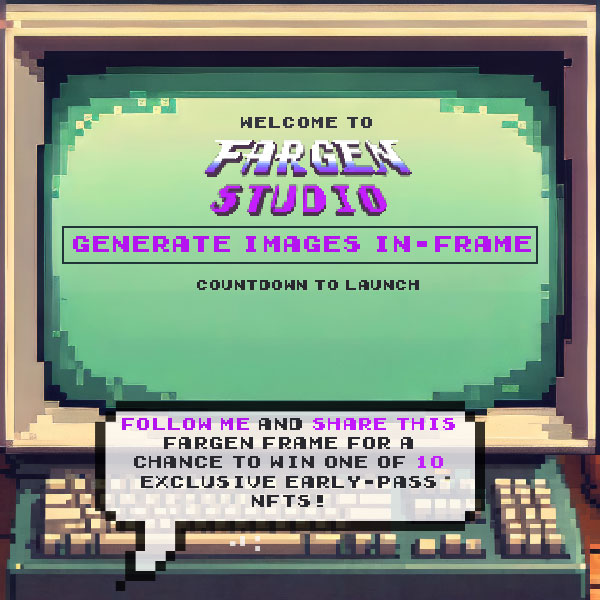 WELCOME TO
FARGEN
STUDIO
GENERATE IMAGES IN-FRAME
COUNTDOWN TO LAUNCH
FOLLOW ME AND SHARE THIS
FARGEN FRAME FOR A
CHANCE TO WIN ONE OF 10
EXCLUSIVE EARLY-PASS
NFTS!